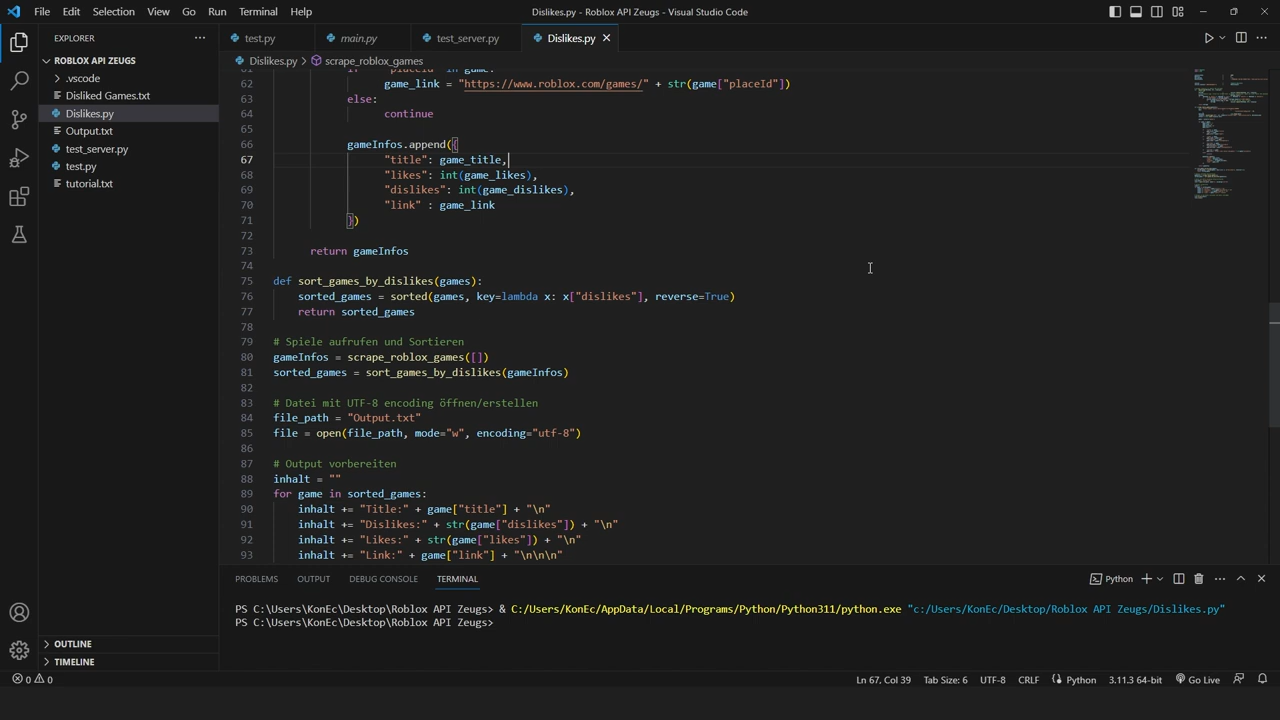 File Edit Selection View Go Run Terminal Help
Dislikes.py - Roblox API Zeugs - Visual Studio Code
EXPLORER
ROBLOX API ZEUGS
.vscode
Disliked Games.txt
Dislikes.py
Output.txt
test_server.py
test.py
tutorial.txt
OUTLINE
TIMELINE
test.py main.py test_server.py Dislikes.py
Dislikes.py > scrape_roblox_games
62 game_link = "https://www.roblox.com/games/" + str(game["placeId"])
63 else:
64 continue
65
66 gameInfos.append({
67 "title": game_title,
68 "likes": int(game_likes),
69 "dislikes": int(game_dislikes),
70 "link" : game_link
71 })
72
73 return gameInfos
74
75 def sort_games_by_dislikes(games):
76 sorted_games = sorted(games, key=lambda x: x["dislikes"], reverse=True)
77 return sorted_games
78
79 # Spiele aufrufen und Sortieren
80 gameInfos = scrape_roblox_games([])
81 sorted_games = sort_games_by_dislikes(gameInfos)
82
83 # Datei mit UTF-8 encoding öffnen/erstellen
84 file_path = "Output.txt"
85 file = open(file_path, mode="w", encoding="utf-8")
86
87 # Output vorbereiten
88 inhalt = ""
89 for game in sorted_games:
90 inhalt += "Title:" + game["title"] + "\n"
91 inhalt += "Dislikes:" + str(game["dislikes"]) + "\n"
92 inhalt += "Likes:" + str(game["likes"]) + "\n"
93 inhalt += "Link:" + game["link"] + "\n\n\n"
PROBLEMS OUTPUT DEBUG CONSOLE TERMINAL
Python
PS C:\Users\KonEc\Desktop\Roblox API Zeugs> & C:/Users/KonEc/AppData/Local/Programs/Python/Python311/python.exe "c:/Users/KonEc/Desktop/Roblox API Zeugs/Dislikes.py"
PS C:\Users\KonEc\Desktop\Roblox API Zeugs>
0 0
Ln 67, Col 39 Tab Size: 6 UTF-8 CRLF Python 3.11.3 64-bit Go Live